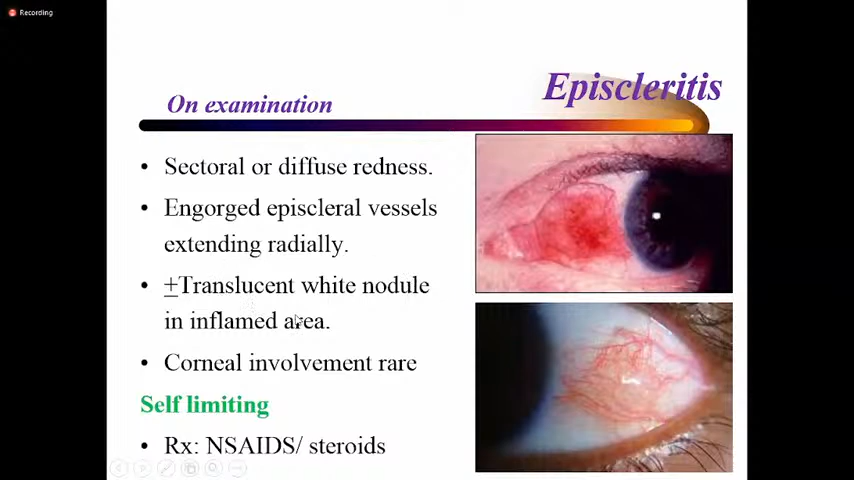 Recording
Episcleritis
On examination
• Sectoral or diffuse redness.
• Engorged episcleral vessels
extending radially.
• ±Translucent white nodule
in inflamed area.
• Corneal involvement rare
Self limiting
• Rx: NSAIDS/ steroids